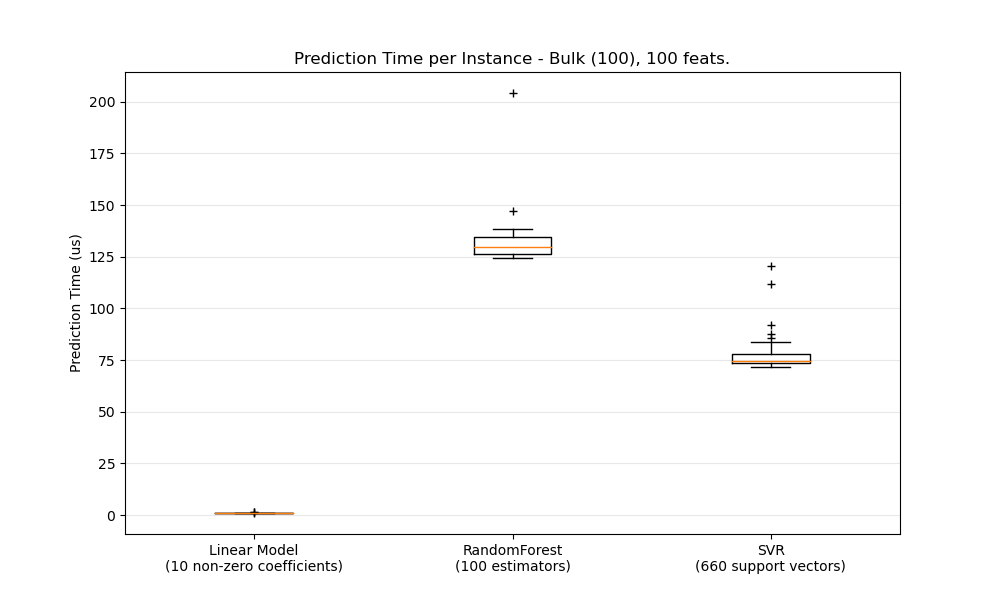 Prediction Time per Instance - Bulk (100), 100 feats.
Prediction Time (us)
200
175
150
125
100
75
50
25
0
Linear Model
(10 non-zero coefficients)
RandomForest
(100 estimators)
SVR
(660 support vectors)